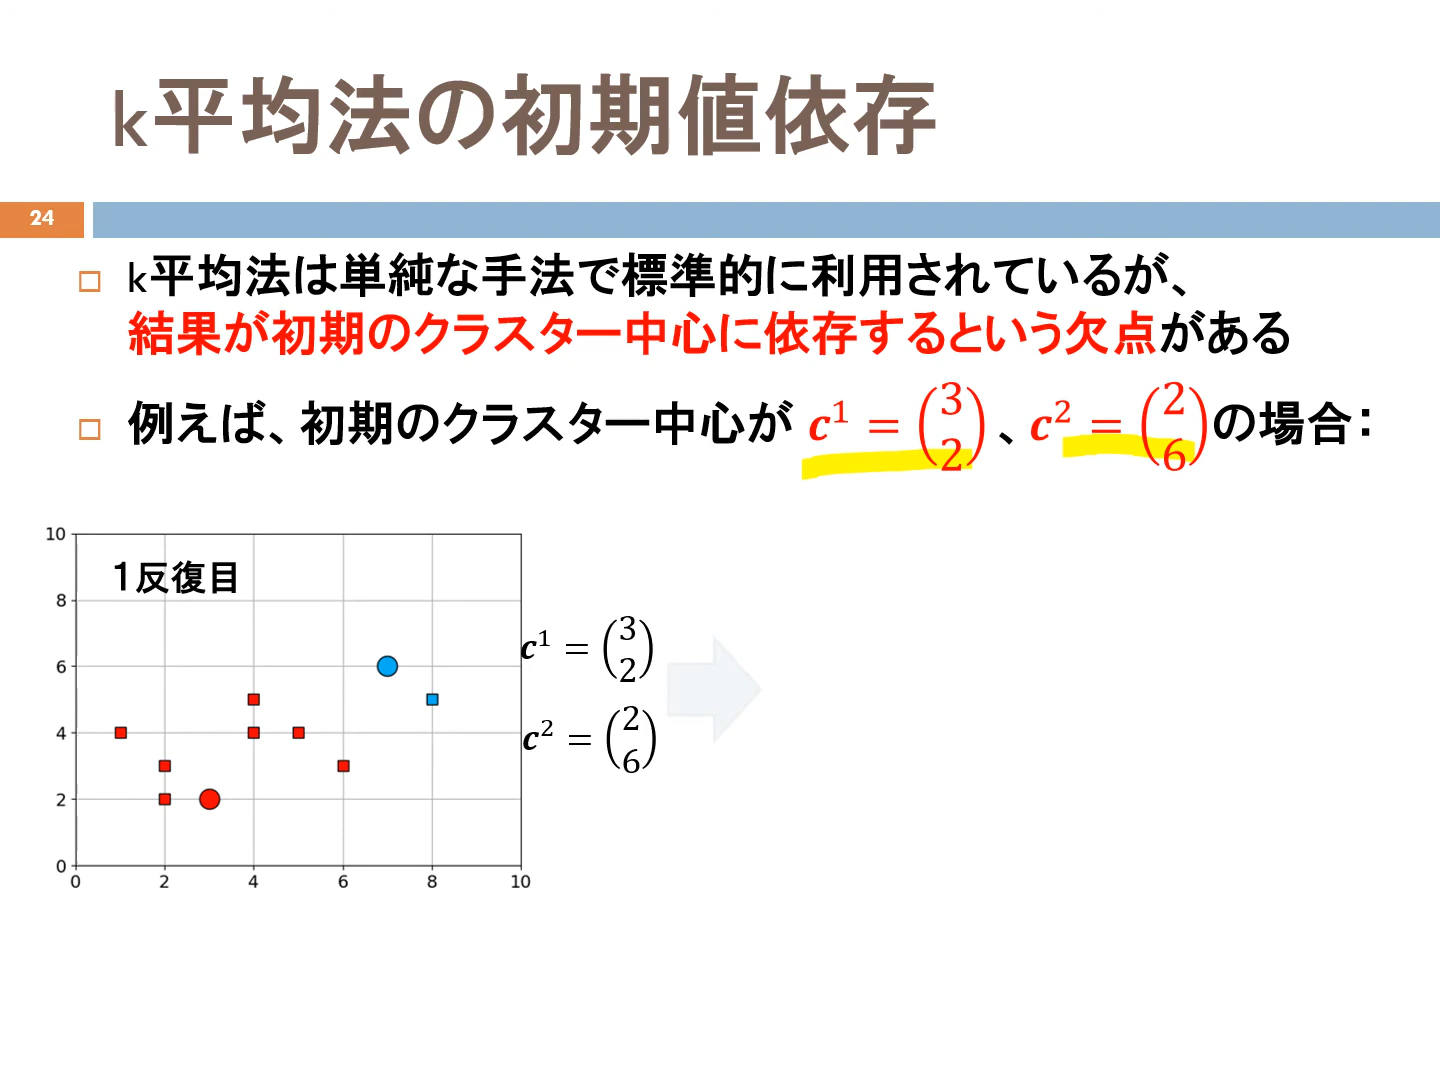 k平均法の初期値依存
24
k平均法は単純な手法で標準的に利用されているが、
結果が初期のクラスター中心に依存するという欠点がある
例えば、初期のクラスター中心が c¹ = (3 2)、c² = (2 6)の場合：
10
1反復目
8
6
4
2
0
0 2 4 6 8 10
c¹ = (3 2)
c² = (2 6)